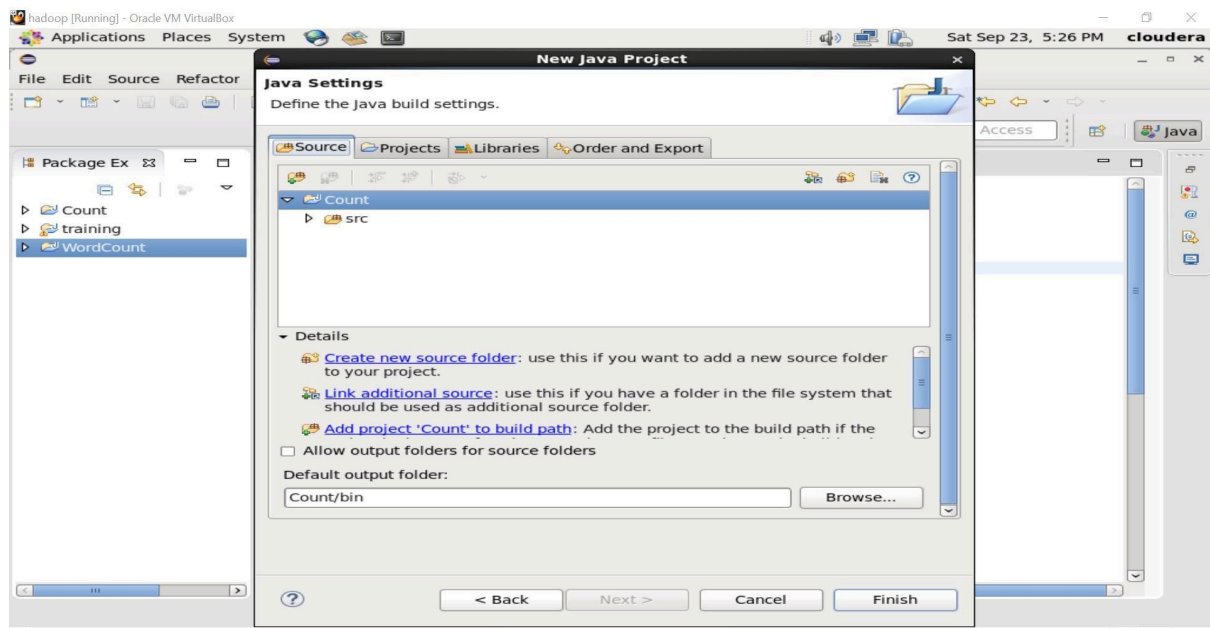 hadoop [Running] - Oracle VM VirtualBox
Applications Places System
Sat Sep 23, 5:26 PM cloudera
New Java Project
File Edit Source Refactor
Java Settings
Define the Java build settings.
Access
Java
Source Projects Libraries Order and Export
Package Ex
Count
src
Count
training
WordCount
Details
Create new source folder: use this if you want to add a new source folder
to your project.
Link additional source: use this if you have a folder in the file system that
should be used as additional source folder.
Add project 'Count' to build path: Add the project to the build path if the
Allow output folders for source folders
Default output folder:
Count/bin
Browse...
< Back Next > Cancel Finish